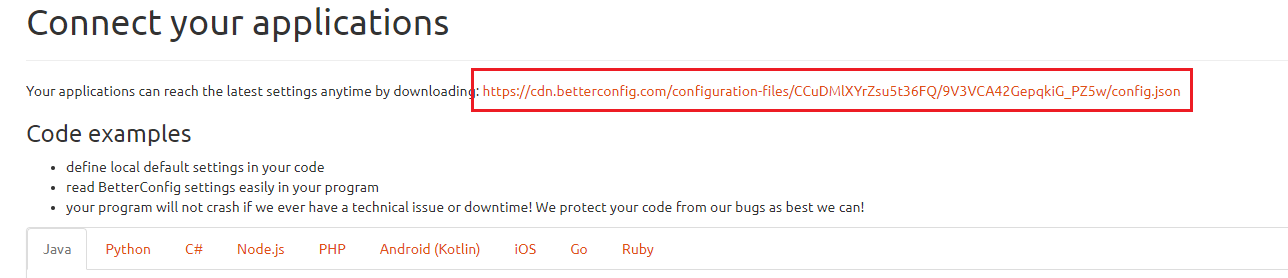 Connect your applications
Your applications can reach the latest settings anytime by downloading: https://cdn.betterconfig.com/configuration-files/CCuDMlXYrZsu5t36FQ/9V3VCA42GepqkiG_PZ5w/config.json
Code examples
• define local default settings in your code
• read BetterConfig settings easily in your program
• your program will not crash if we ever have a technical issue or downtime! We protect your code from our bugs as best we can!
Java Python C# Node.js PHP Android (Kotlin) iOS Go Ruby